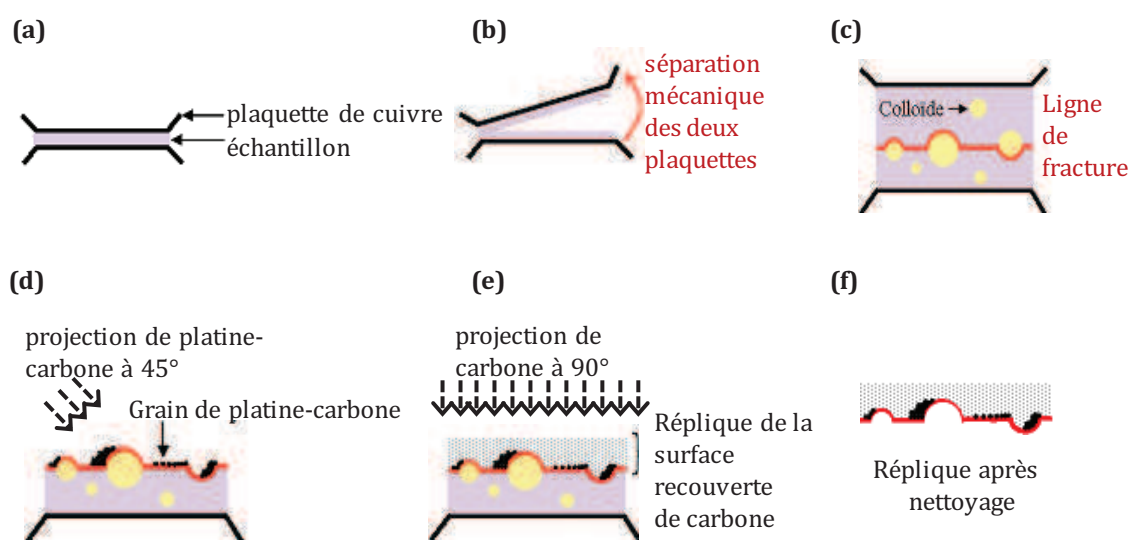 (a)
plaquette de cuivre
échantillon
(b)
séparation
mécanique
des deux
plaquettes
(c)
Colloïde
Ligne
de
fracture
(d)
projection de platine-
carbone à 45°
Grain de platine-carbone
(e)
projection de
carbone à 90°
Réplique de la
surface
recouverte
de carbone
(f)
Réplique après
nettoyage